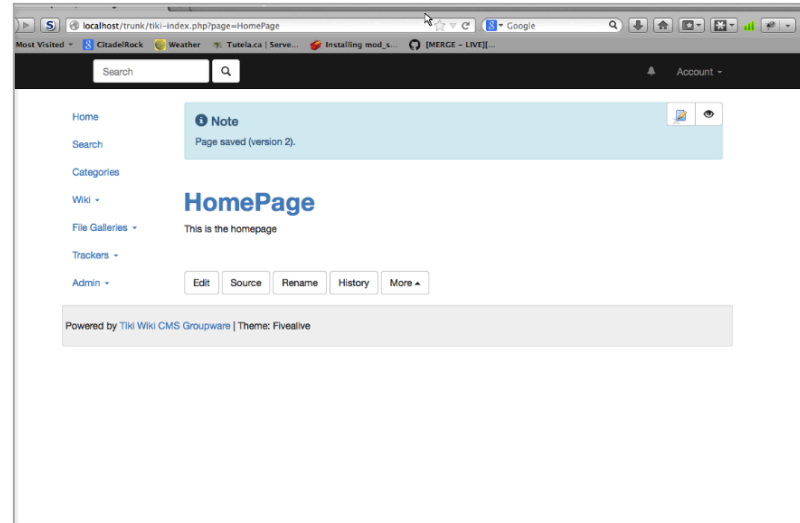 S localhost/trunk/tiki-index.php?page=HomePage 8 Google
Most Visited 8 CitadelRock Weather Tutela.ca | Serve... Installing mod_s... [MERGE – LIVE][...
Search Account
Home
Search
Categories
Wiki
File Galleries
Trackers
Admin
Note
Page saved (version 2).
HomePage
This is the homepage
Edit Source Rename History More
Powered by Tiki Wiki CMS Groupware | Theme: Fivealive